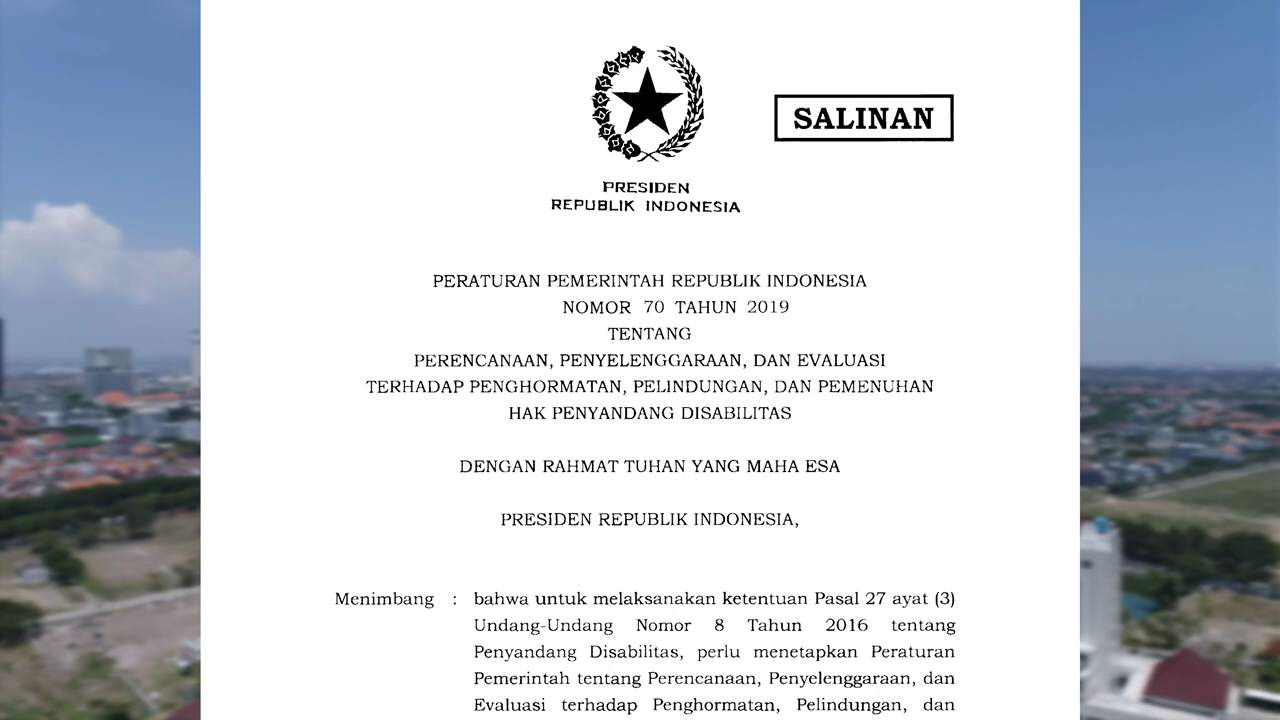 SALINAN
PRESIDEN
REPUBLIK INDONESIA
PERATURAN PEMERINTAH REPUBLIK INDONESIA
NOMOR 70 TAHUN 2019
TENTANG
PERENCANAAN, PENYELENGGARAAN, DAN EVALUASI
TERHADAP PENGHORMATAN, PELINDUNGAN, DAN PEMENUHAN
HAK PENYANDANG DISABILITAS
DENGAN RAHMAT TUHAN YANG MAHA ESA
PRESIDEN REPUBLIK INDONESIA,
Menimbang : bahwa untuk melaksanakan ketentuan Pasal 27 ayat (3)
Undang-Undang Nomor 8 Tahun 2016 tentang
Penyandang Disabilitas, perlu menetapkan Peraturan
Pemerintah tentang Perencanaan, Penyelenggaraan, dan
Evaluasi terhadap Penghormatan, Pelindungan, dan